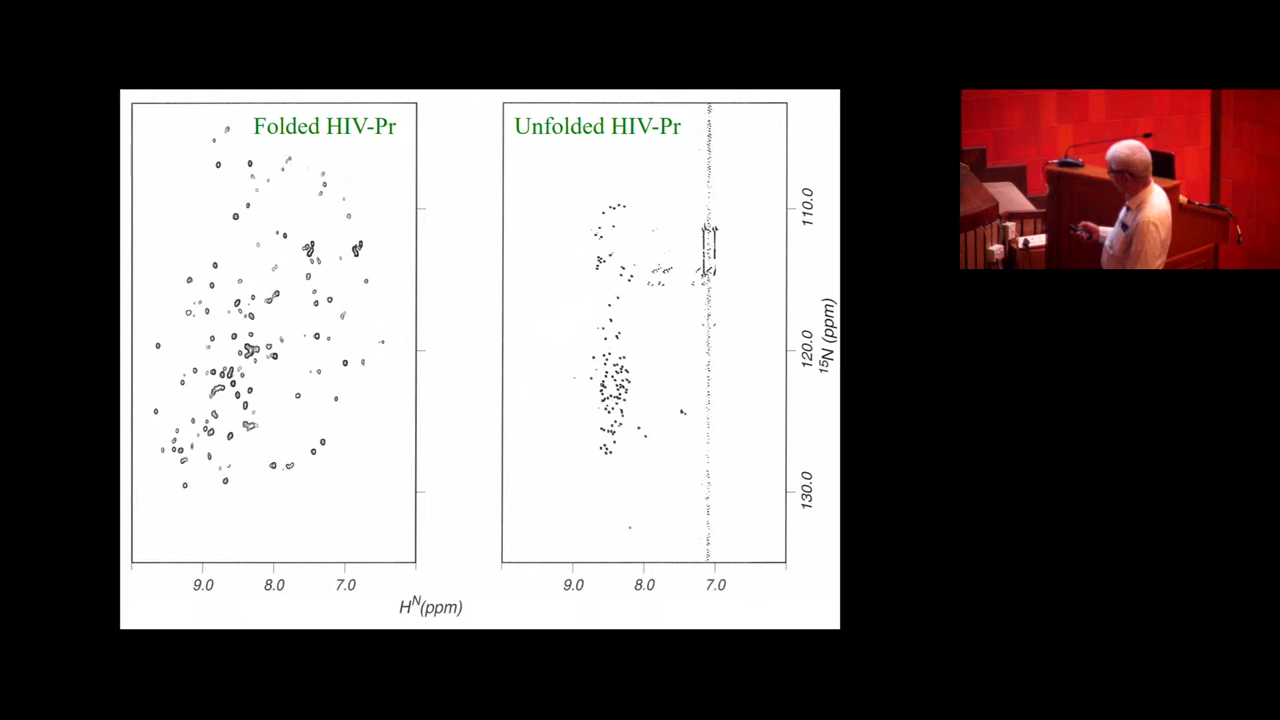 Folded HIV-Pr
Unfolded HIV-Pr
110.0
120.0
130.0
15N (ppm)
9.0 8.0 7.0
9.0 8.0 7.0
HN(ppm)